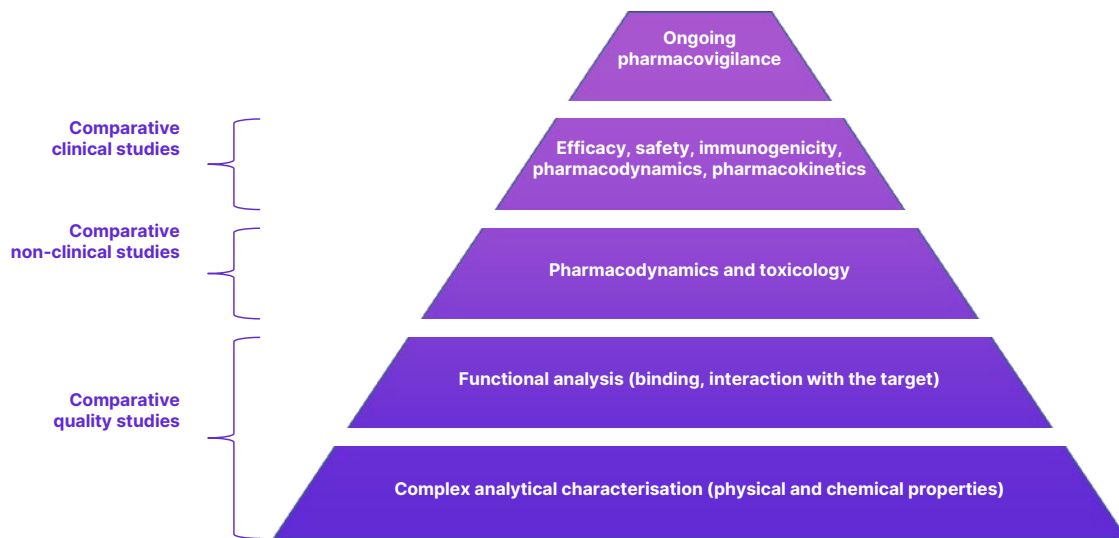 Ongoing
pharmacovigilance
Comparative
clinical studies
Efficacy, safety, immunogenicity,
pharmacodynamics, pharmacokinetics
Comparative
non-clinical studies
Pharmacodynamics and toxicology
Comparative
quality studies
Functional analysis (binding, interaction with the target)
Complex analytical characterisation (physical and chemical properties)